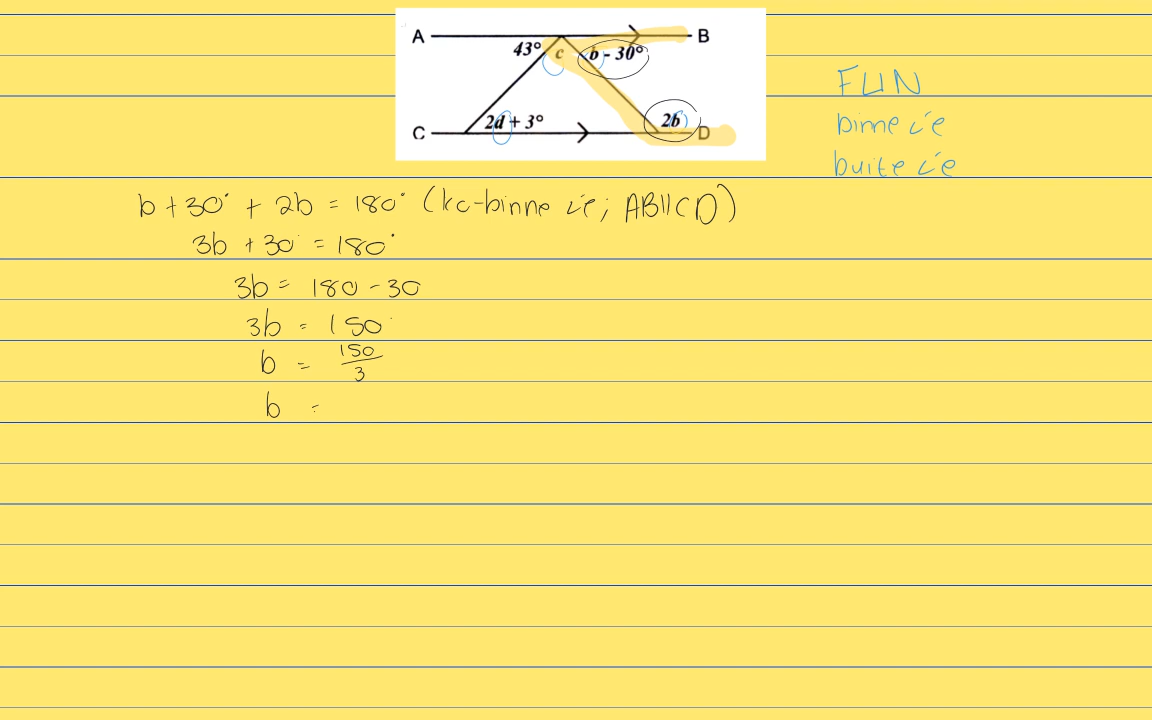 A B
43° c b - 30°
2d + 3° 2b
C D
FUN
binne ∠'e
buite ∠'e
b + 30° + 2b = 180° (ko-binne ∠'e; AB||CD)
3b + 30° = 180°
3b = 180 - 30
3b = 150
b = 150/3
b =